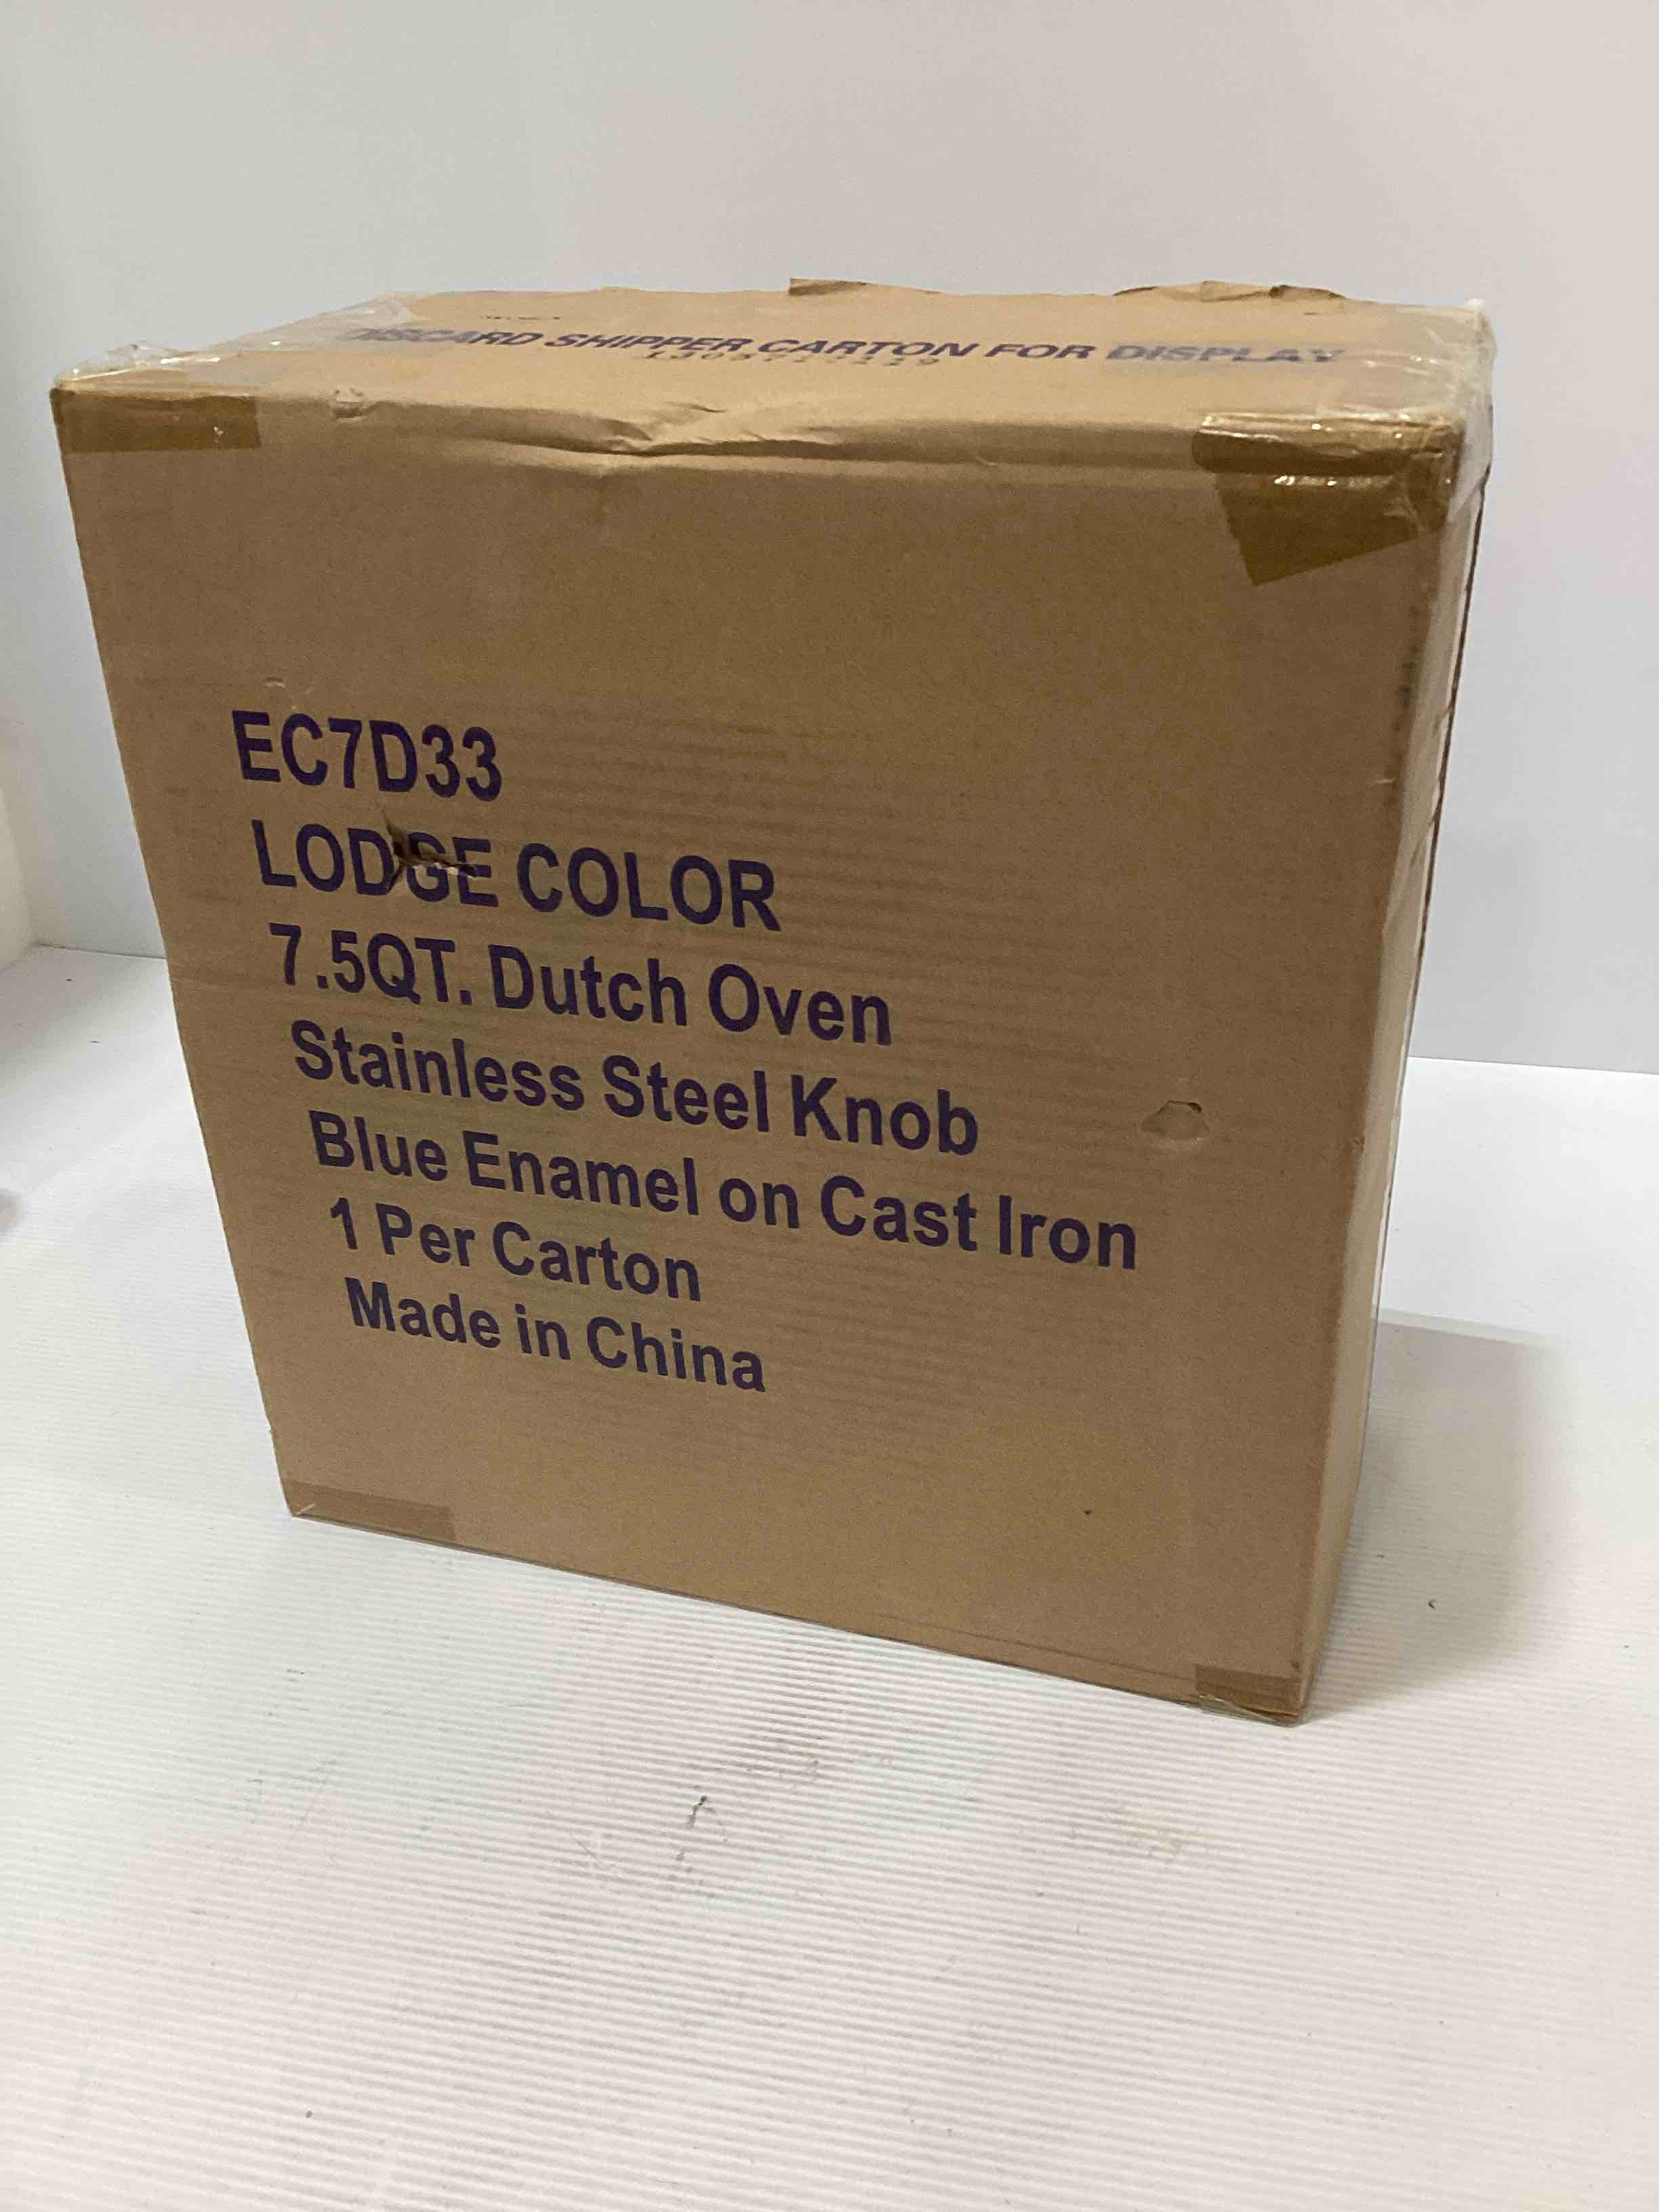 DISCARD SHIPPER CARTON FOR DISPLAY
EC7D33
LODGE COLOR
7.5QT. Dutch Oven
Stainless Steel Knob
Blue Enamel on Cast Iron
1 Per Carton
Made in China